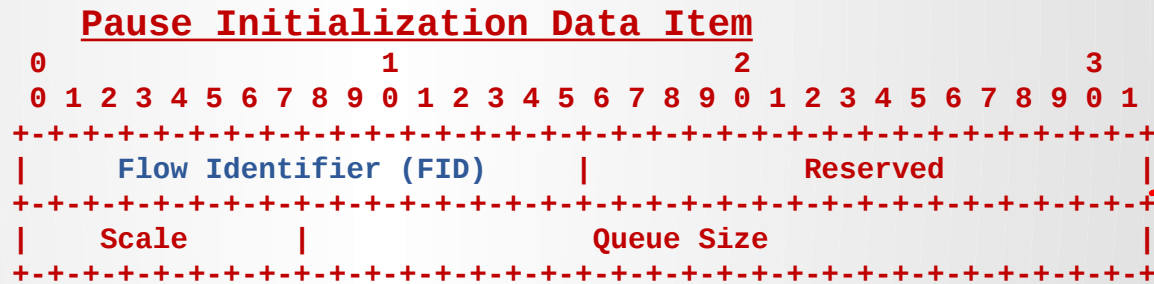 Pause Initialization Data Item
0                   1                   2                   3
0 1 2 3 4 5 6 7 8 9 0 1 2 3 4 5 6 7 8 9 0 1 2 3 4 5 6 7 8 9 0 1
+-+-+-+-+-+-+-+-+-+-+-+-+-+-+-+-+-+-+-+-+-+-+-+-+-+-+-+-+-+-+-+-+
|     Flow Identifier (FID)     |            Reserved           |
+-+-+-+-+-+-+-+-+-+-+-+-+-+-+-+-+-+-+-+-+-+-+-+-+-+-+-+-+-+-+-+-+
|    Scale      |                Queue Size                     |
+-+-+-+-+-+-+-+-+-+-+-+-+-+-+-+-+-+-+-+-+-+-+-+-+-+-+-+-+-+-+-+-+